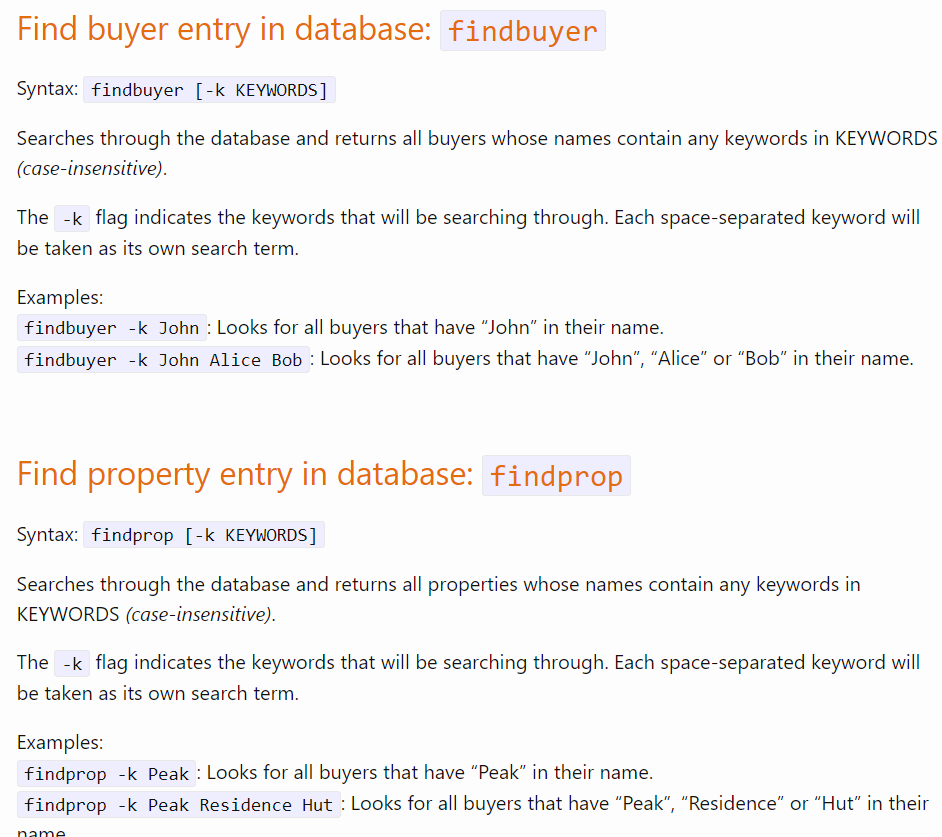 Find buyer entry in database: findbuyer
Syntax: findbuyer [-k KEYWORDS]
Searches through the database and returns all buyers whose names contain any keywords in KEYWORDS
(case-insensitive).
The -k flag indicates the keywords that will be searching through. Each space-separated keyword will
be taken as its own search term.
Examples:
findbuyer -k John: Looks for all buyers that have “John” in their name.
findbuyer -k John Alice Bob: Looks for all buyers that have “John”, “Alice” or “Bob” in their name.
Find property entry in database: findprop
Syntax: findprop [-k KEYWORDS]
Searches through the database and returns all properties whose names contain any keywords in
KEYWORDS (case-insensitive).
The -k flag indicates the keywords that will be searching through. Each space-separated keyword will
be taken as its own search term.
Examples:
findprop -k Peak: Looks for all buyers that have “Peak” in their name.
findprop -k Peak Residence Hut: Looks for all buyers that have “Peak”, “Residence” or “Hut” in their
name.